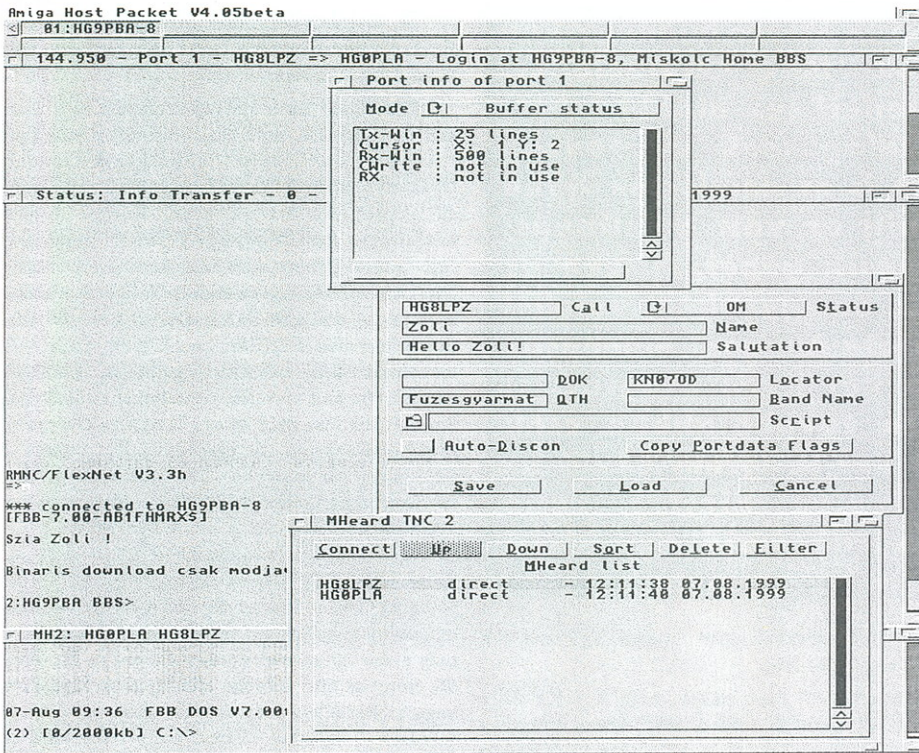 Amiga Host Packet V4.05beta
01:HG9PBA-8
144.950 - Port 1 - HG8LPZ => HG0PLA - Login at HG9PBA-8, Miskolc Home BBS
Port info of port 1
Mode Buffer status
Tx-Win : 25 lines
Cursor : X: 1 Y: 2
Rx-Win : 500 lines
CWrite : not in use
RX : not in use
Status: Info Transfer - 0 - 1999
HG8LPZ Call OM Status
Zoli Name
Hello Zoli! Salutation
DOK KN07OD Locator
Fuzesgyarmat QTH Band Name
Script
Auto-Discon Copy Portdata Flags
Save Load Cancel
RMNC/FlexNet V3.3h
=>
*** connected to HG9PBA-8
[FBB-7.00-AB1FHMRX$]
Szia Zoli !
Binaris download csak modja
2:HG9PBA BBS>
MHeard TNC 2
Connect Up Down Sort Delete Filter
MHeard list
HG8LPZ direct - 12:11:38 07.08.1999
HG0PLA direct - 12:11:40 07.08.1999
MH2: HG0PLA HG8LPZ
07-Aug 09:36 FBB DOS V7.00
(2) [0/2000kb] C:\>